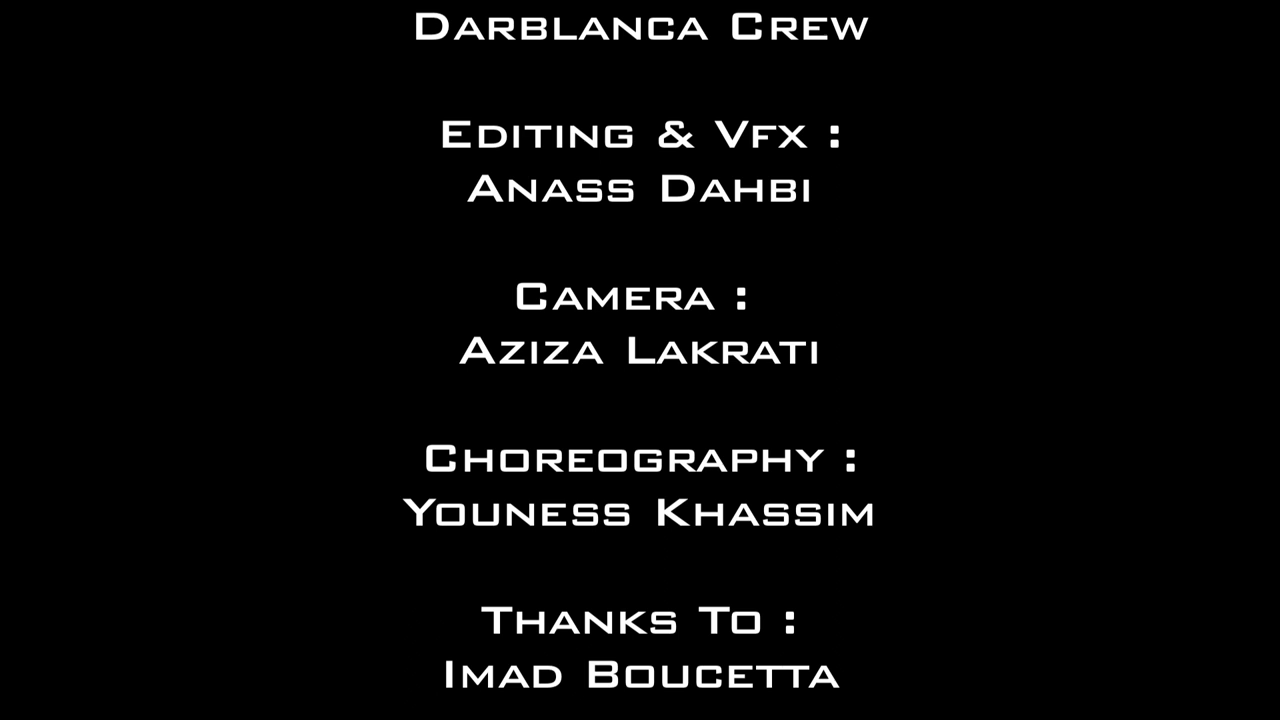 Darblanca Crew
Editing & Vfx :
Anass Dahbi
Camera :
Aziza Lakrati
Choreography :
Youness Khassim
Thanks To :
Imad Boucetta